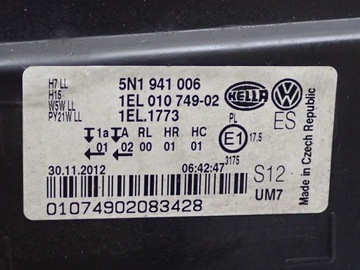 H7 LL
H15
W5W LL
PY21W LL
5N1 941 006
1EL 010 749-02
1EL.1773
HELLA
ES
Made in Czech Republic
1a A RL HR HC
01 02 00 01 01
PL
E1 17.5
3175
30.11.2012 06:42:47
S12
UM7
01074902083428